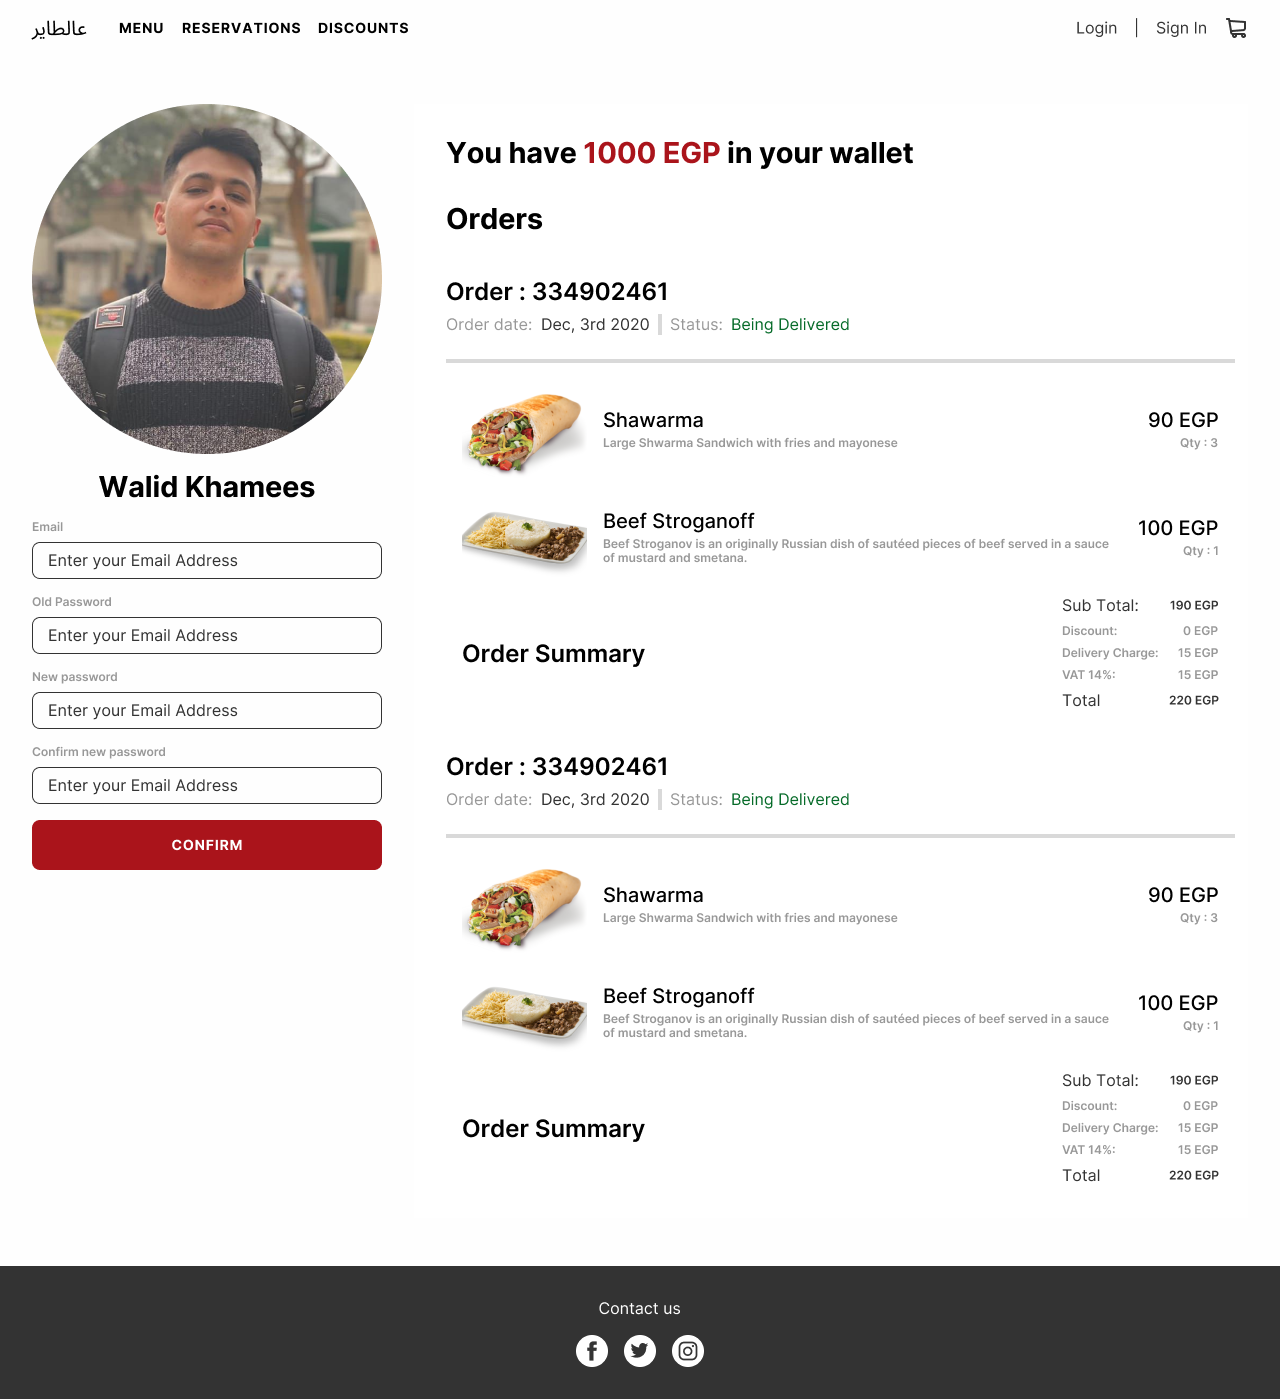 عالطاير
MENU RESERVATIONS DISCOUNTS
Login | Sign In
Walid Khamees
Email
Enter your Email Address
Old Password
Enter your Email Address
New password
Enter your Email Address
Confirm new password
Enter your Email Address
CONFIRM
You have 1000 EGP in your wallet
Orders
Order : 334902461
Order date: Dec, 3rd 2020 Status: Being Delivered
Shawarma 90 EGP
Large Shwarma Sandwich with fries and mayonese Qty : 3
Beef Stroganoff 100 EGP
Beef Stroganov is an originally Russian dish of sautéed pieces of beef served in a sauce Qty : 1
of mustard and smetana.
Order Summary
Sub Total: 190 EGP
Discount: 0 EGP
Delivery Charge: 15 EGP
VAT 14%: 15 EGP
Total 220 EGP
Order : 334902461
Order date: Dec, 3rd 2020 Status: Being Delivered
Shawarma 90 EGP
Large Shwarma Sandwich with fries and mayonese Qty : 3
Beef Stroganoff 100 EGP
Beef Stroganov is an originally Russian dish of sautéed pieces of beef served in a sauce Qty : 1
of mustard and smetana.
Order Summary
Sub Total: 190 EGP
Discount: 0 EGP
Delivery Charge: 15 EGP
VAT 14%: 15 EGP
Total 220 EGP
Contact us